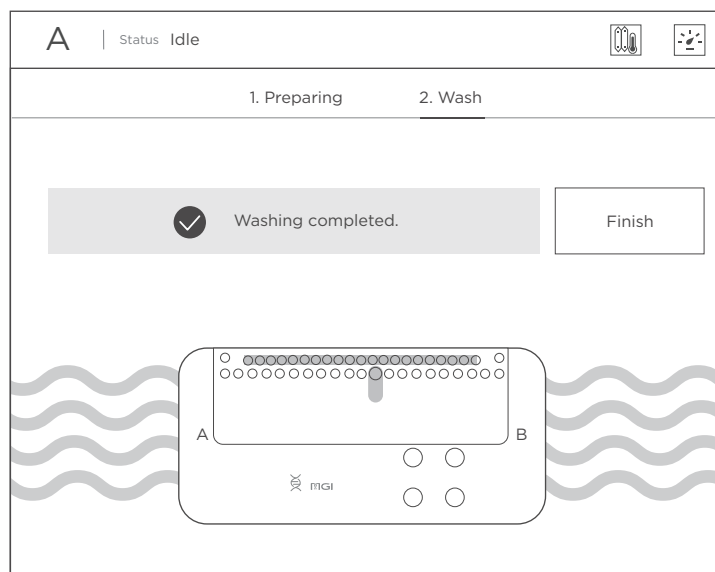 A Status Idle
1. Preparing 2. Wash
Washing completed. Finish
A B
MGI